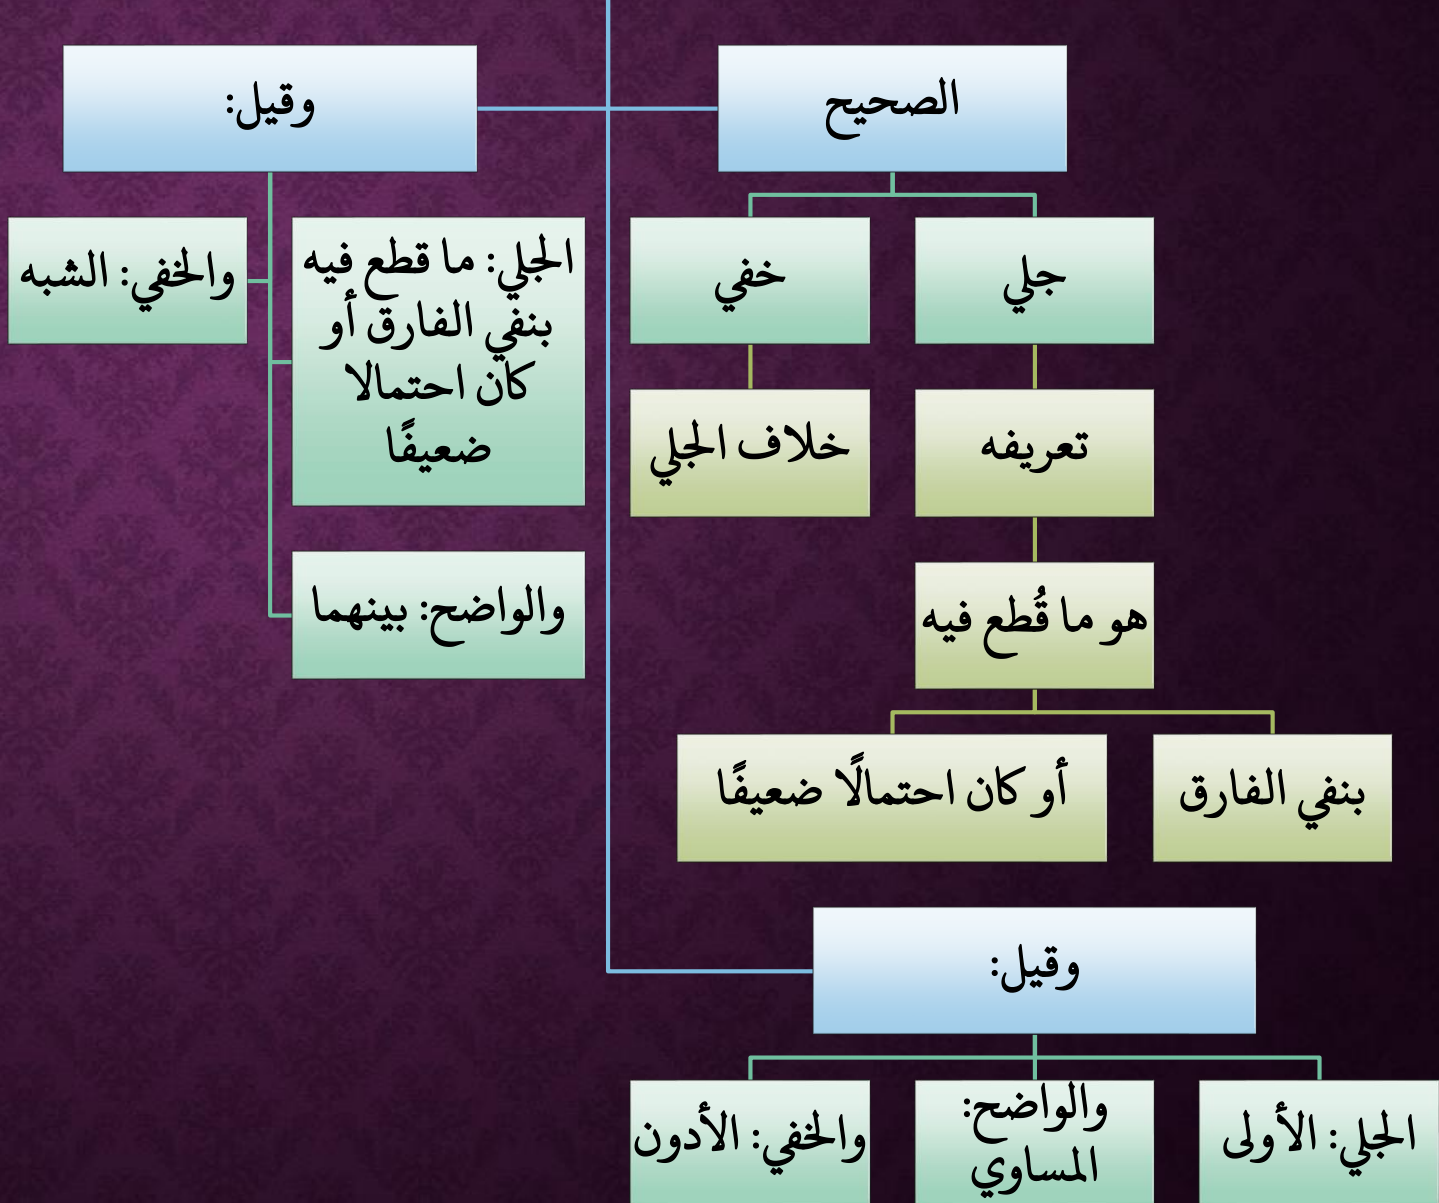 الصحيح
جلي
تعريفه
هو ما قُطع فيه
بنفي الفارق
أو كان احتمالًا ضعيفًا
خفي
خلاف الجلي
وقيل:
الجلي: ما قطع فيه
بنفي الفارق أو
كان احتمالا
ضعيفًا
والخفي: الشبه
والواضح: بينهما
وقيل:
الجلي: الأولى
والواضح:
المساوي
والخفي: الأدون